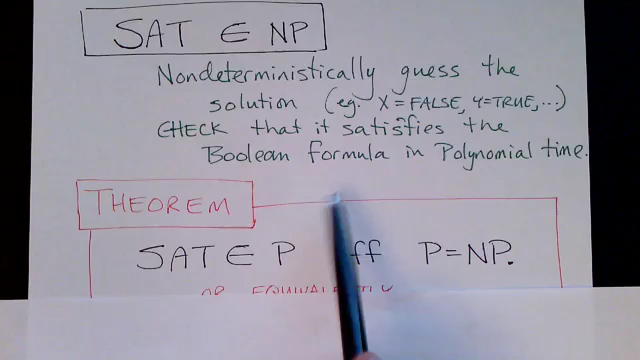 SAT ∈ NP
Nondeterministically guess the
solution (eg. X = FALSE, Y=TRUE, ...)
CHECK that it satisfies the
Boolean formula in Polynomial time.
THEOREM
SAT ∈ P iff P=NP.
OR